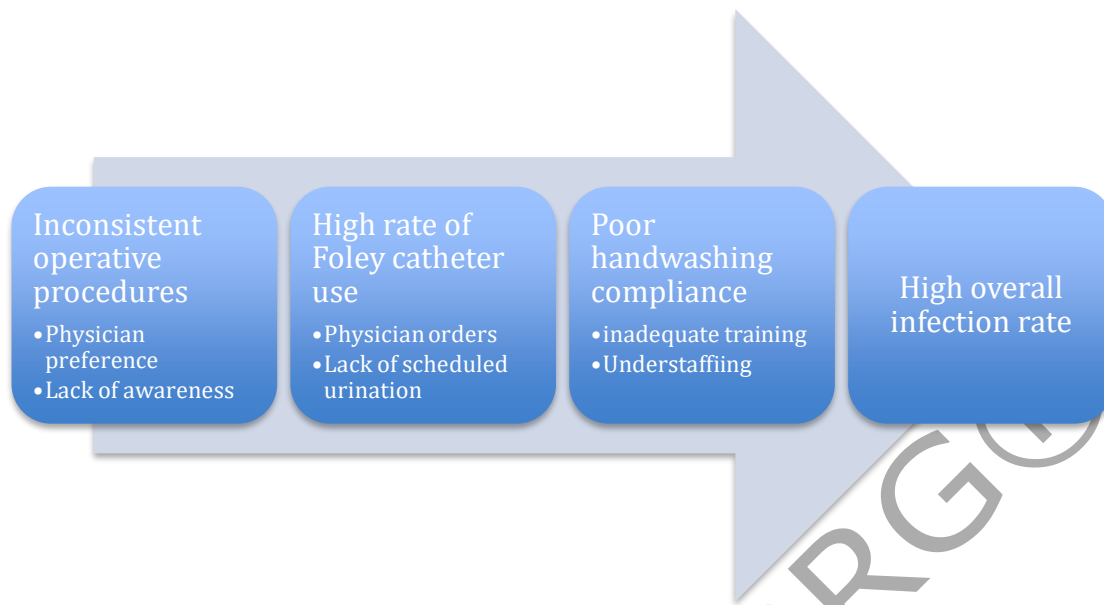 Inconsistent
operative
procedures
•Physician
preference
•Lack of awareness
High rate of
Foley catheter
use
•Physician orders
•Lack of scheduled
urination
Poor
handwashing
compliance
•inadequate training
•Understaffiing
High overall
infection rate